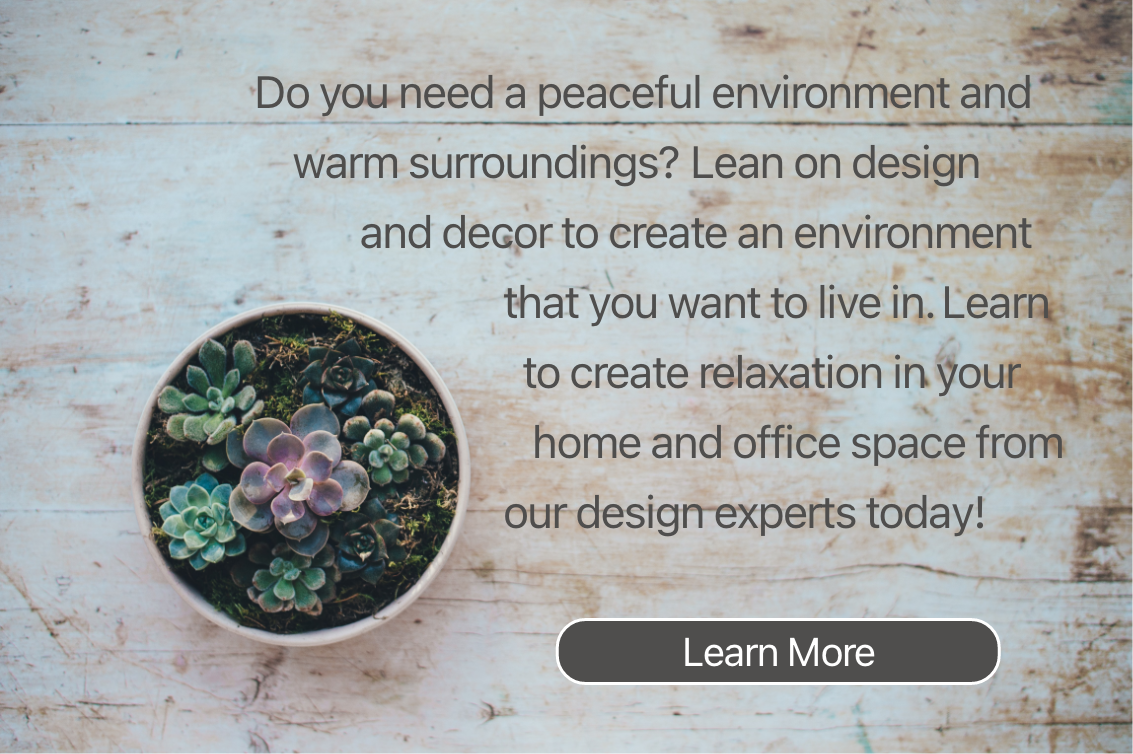 Do you need a peaceful environment and
warm surroundings? Lean on design
and decor to create an environment
that you want to live in. Learn
to create relaxation in your
home and office space from
our design experts today!
Learn More